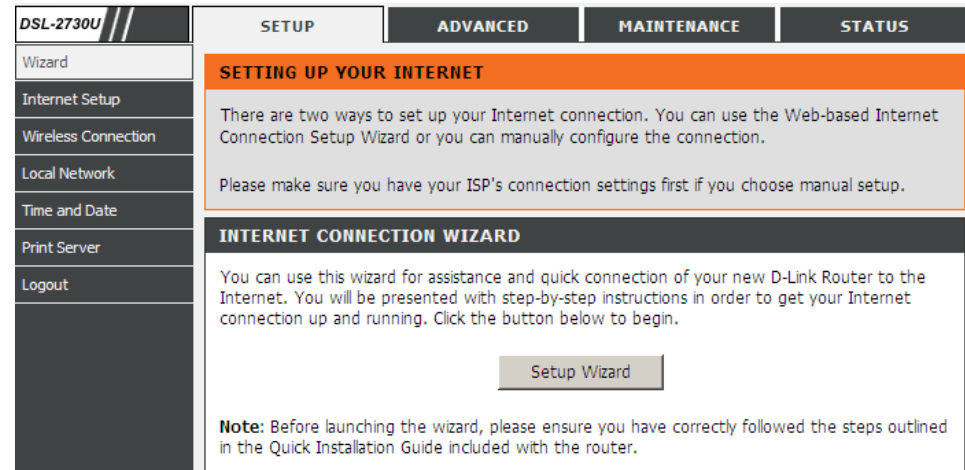 DSL-2730U
SETUP
ADVANCED
MAINTENANCE
STATUS
Wizard
Internet Setup
Wireless Connection
Local Network
Time and Date
Print Server
Logout
SETTING UP YOUR INTERNET
There are two ways to set up your Internet connection. You can use the Web-based Internet
Connection Setup Wizard or you can manually configure the connection.
Please make sure you have your ISP's connection settings first if you choose manual setup.
INTERNET CONNECTION WIZARD
You can use this wizard for assistance and quick connection of your new D-Link Router to the
Internet. You will be presented with step-by-step instructions in order to get your Internet
connection up and running. Click the button below to begin.
Setup Wizard
Note: Before launching the wizard, please ensure you have correctly followed the steps outlined
in the Quick Installation Guide included with the router.